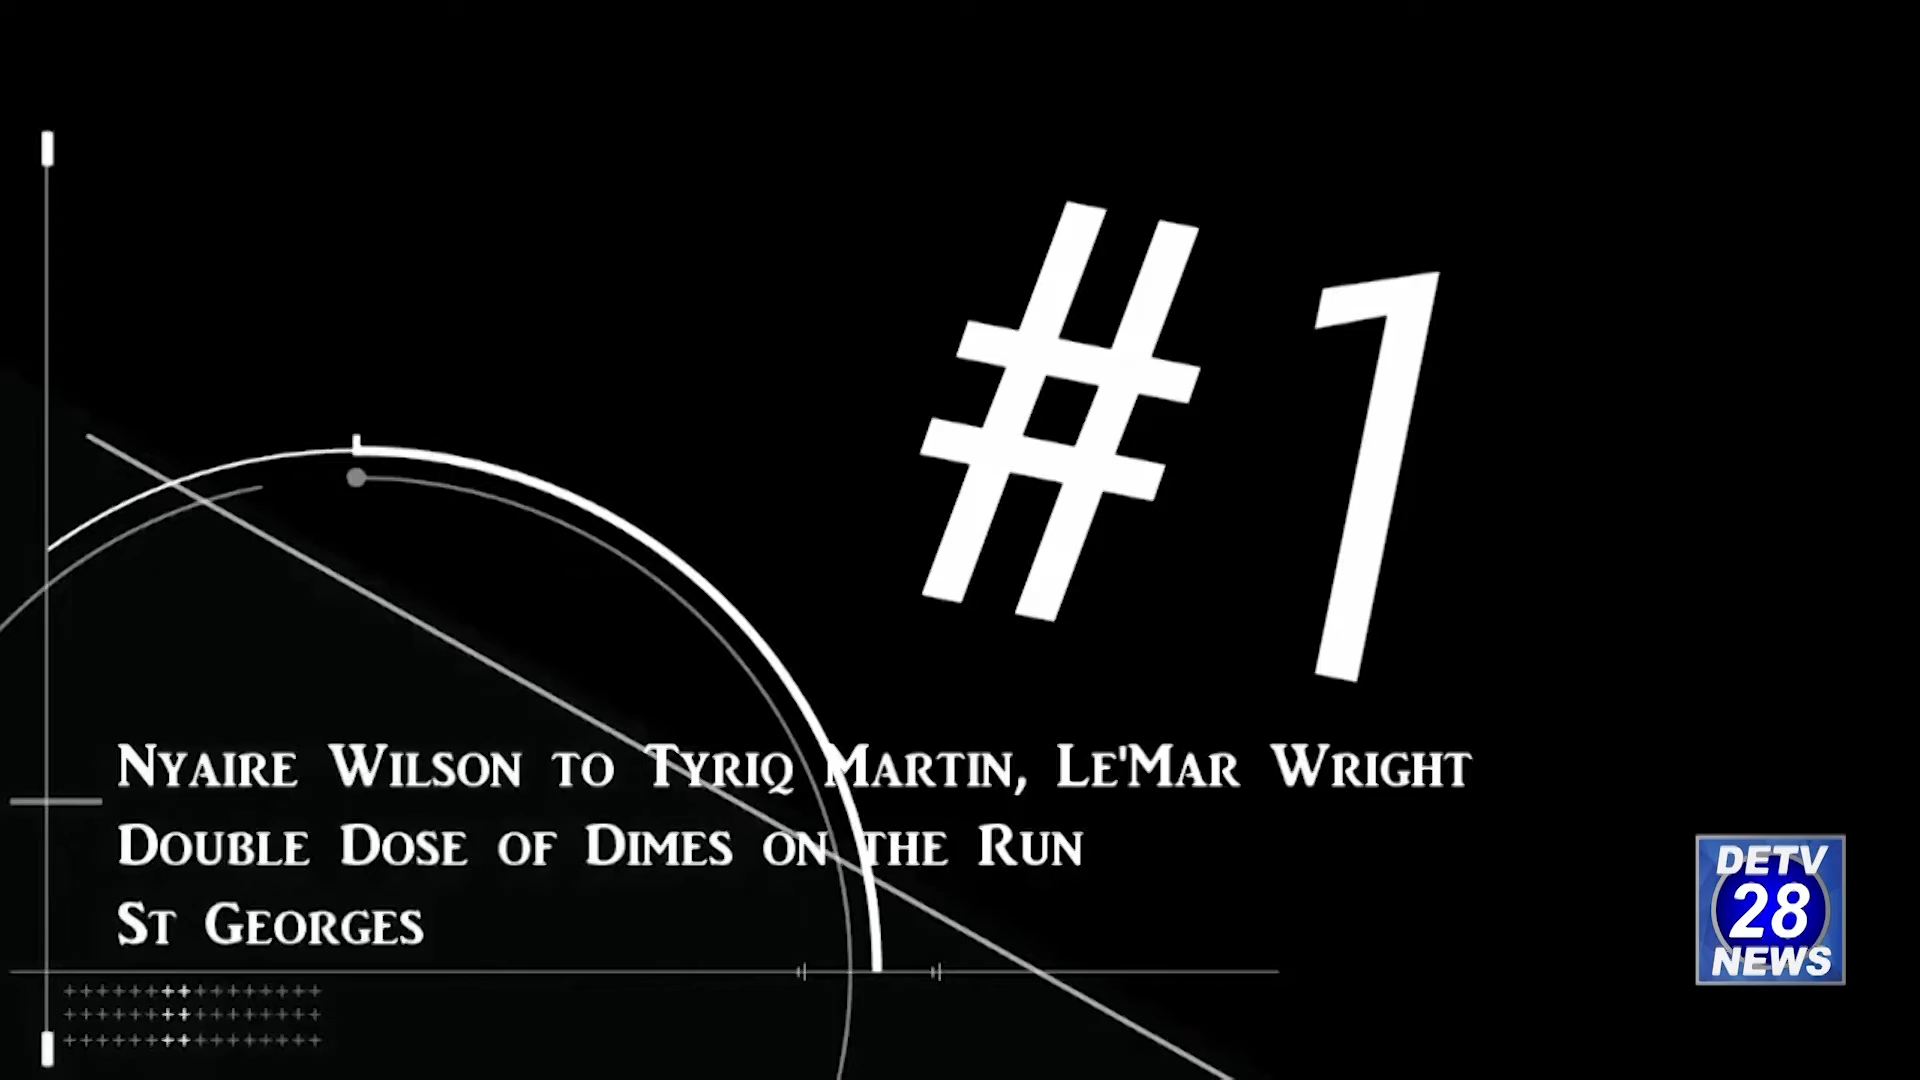 #1
Nyaire Wilson to Tyriq Martin, Le'Mar Wright
Double Dose of Dimes on the Run
St Georges
DETV
28
NEWS